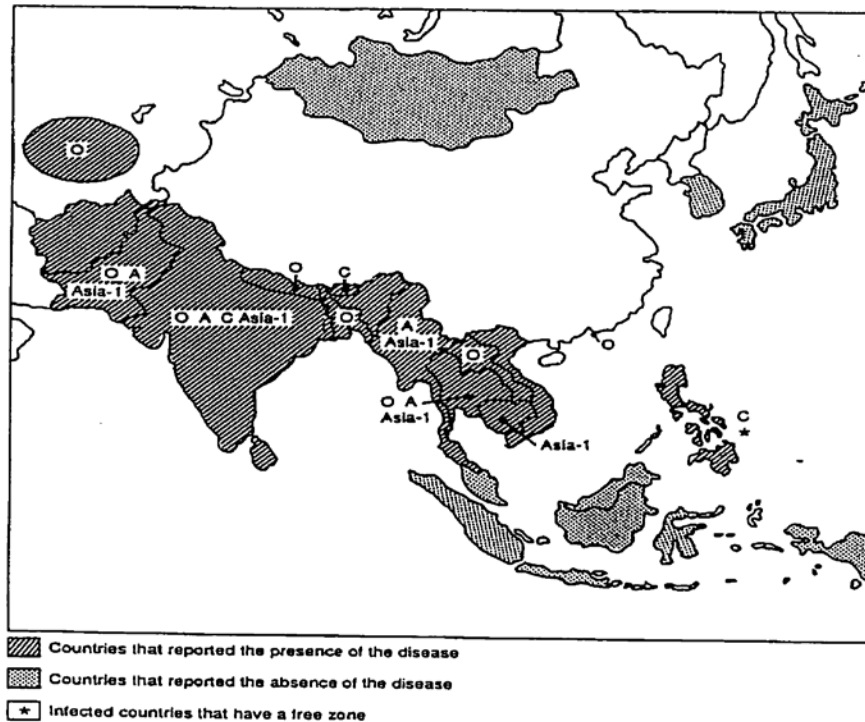 O
O A
Asia-1
O A C Asia-1
O
C
O
A
Asia-1
O
O A
Asia-1
Asia-1
O
C
★
Countries that reported the presence of the disease
Countries that reported the absence of the disease
★ Infected countries that have a free zone